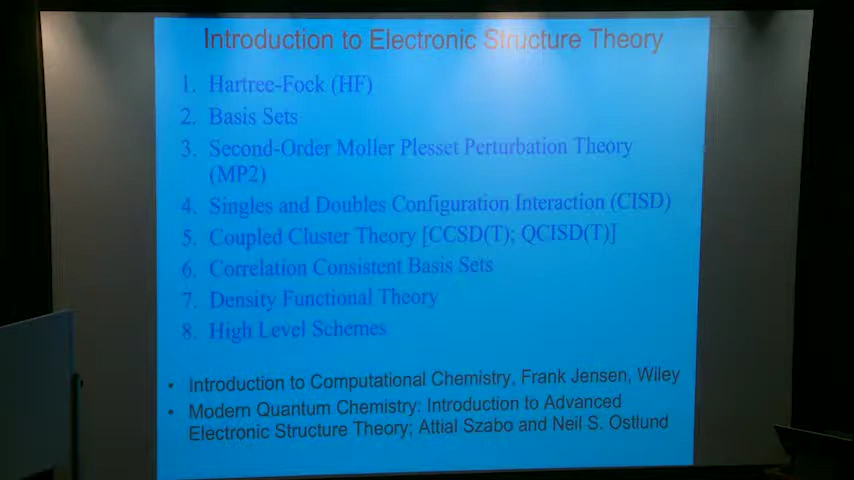 Introduction to Electronic Structure Theory
1. Hartree-Fock (HF)
2. Basis Sets
3. Second-Order Moller Plesset Perturbation Theory
(MP2)
4. Singles and Doubles Configuration Interaction (CISD)
5. Coupled Cluster Theory [CCSD(T); QCISD(T)]
6. Correlation Consistent Basis Sets
7. Density Functional Theory
8. High Level Schemes
• Introduction to Computational Chemistry, Frank Jensen, Wiley
• Modern Quantum Chemistry: Introduction to Advanced
Electronic Structure Theory; Attial Szabo and Neil S. Ostlund